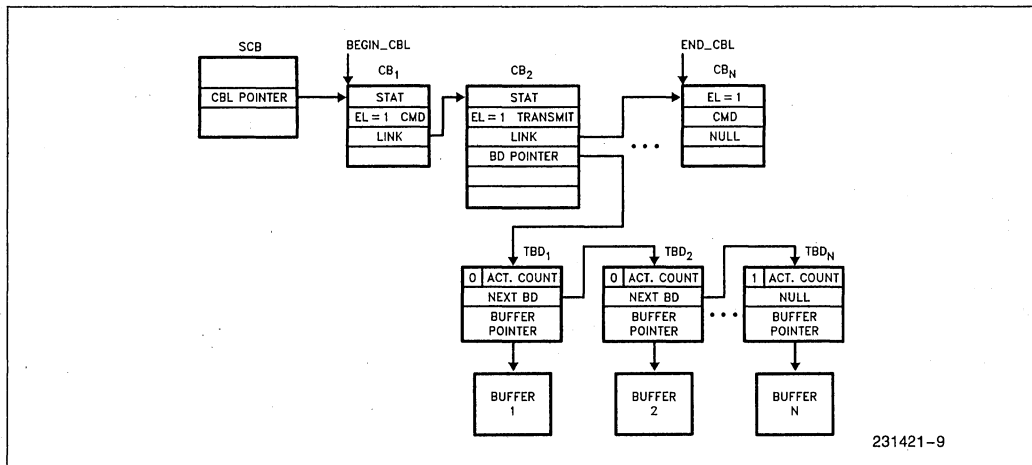 SCB
CBL POINTER
BEGIN_CBL
CB1
STAT
EL = 1 CMD
LINK
CB2
STAT
EL = 1 TRANSMIT
LINK
BD POINTER
• • •
END_CBL
CBN
EL = 1
CMD
NULL
TBD1
0 ACT. COUNT
NEXT BD
BUFFER
POINTER
TBD2
0 ACT. COUNT
NEXT BD
BUFFER
POINTER
• • •
TBDN
1 ACT. COUNT
NULL
BUFFER
POINTER
BUFFER
1
BUFFER
2
BUFFER
N
231421–9